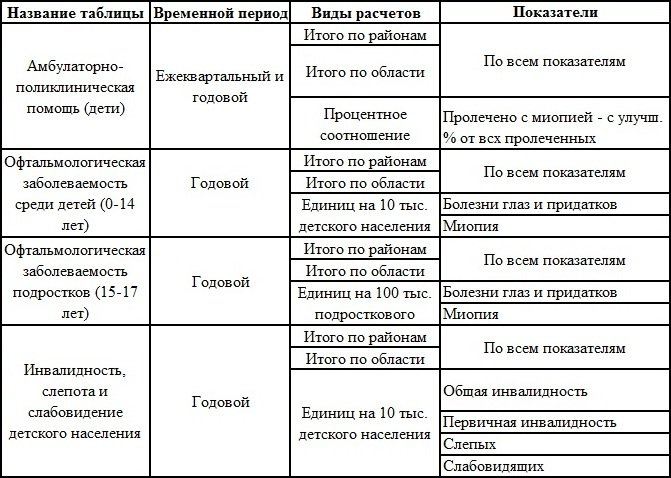 Название таблицы Временной период Виды расчетов Показатели
Амбулаторно-
поликлиническая
помощь (дети)
Ежеквартальный и
годовой
Итого по районам
Итого по области
По всем показателям
Процентное
соотношение
Пролечено с миопией - с улучш.
% от всх пролеченных
Офтальмологическая
заболеваемость
среди детей (0-14
лет)
Годовой
Итого по районам
Итого по области
По всем показателям
Единиц на 10 тыс.
детского населения
Болезни глаз и придатков
Миопия
Офтальмологическая
заболеваемость
подростков (15-17
лет)
Годовой
Итого по районам
Итого по области
По всем показателям
Единиц на 100 тыс.
подросткового
Болезни глаз и придатков
Миопия
Инвалидность,
слепота и
слабовидение
детского населения
Годовой
Итого по районам
Итого по области
По всем показателям
Единиц на 10 тыс.
детского населения
Общая инвалидность
Первичная инвалидность
Слепых
Слабовидящих